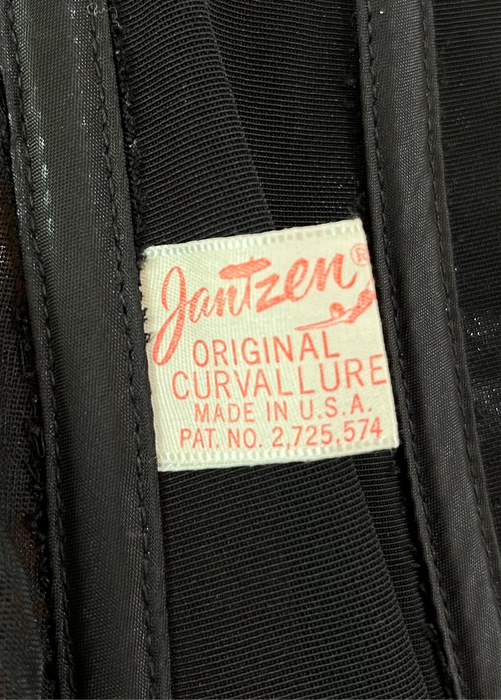 Jantzen®
ORIGINAL
CURVALLURE
MADE IN U.S.A.
PAT. NO. 2,725,574